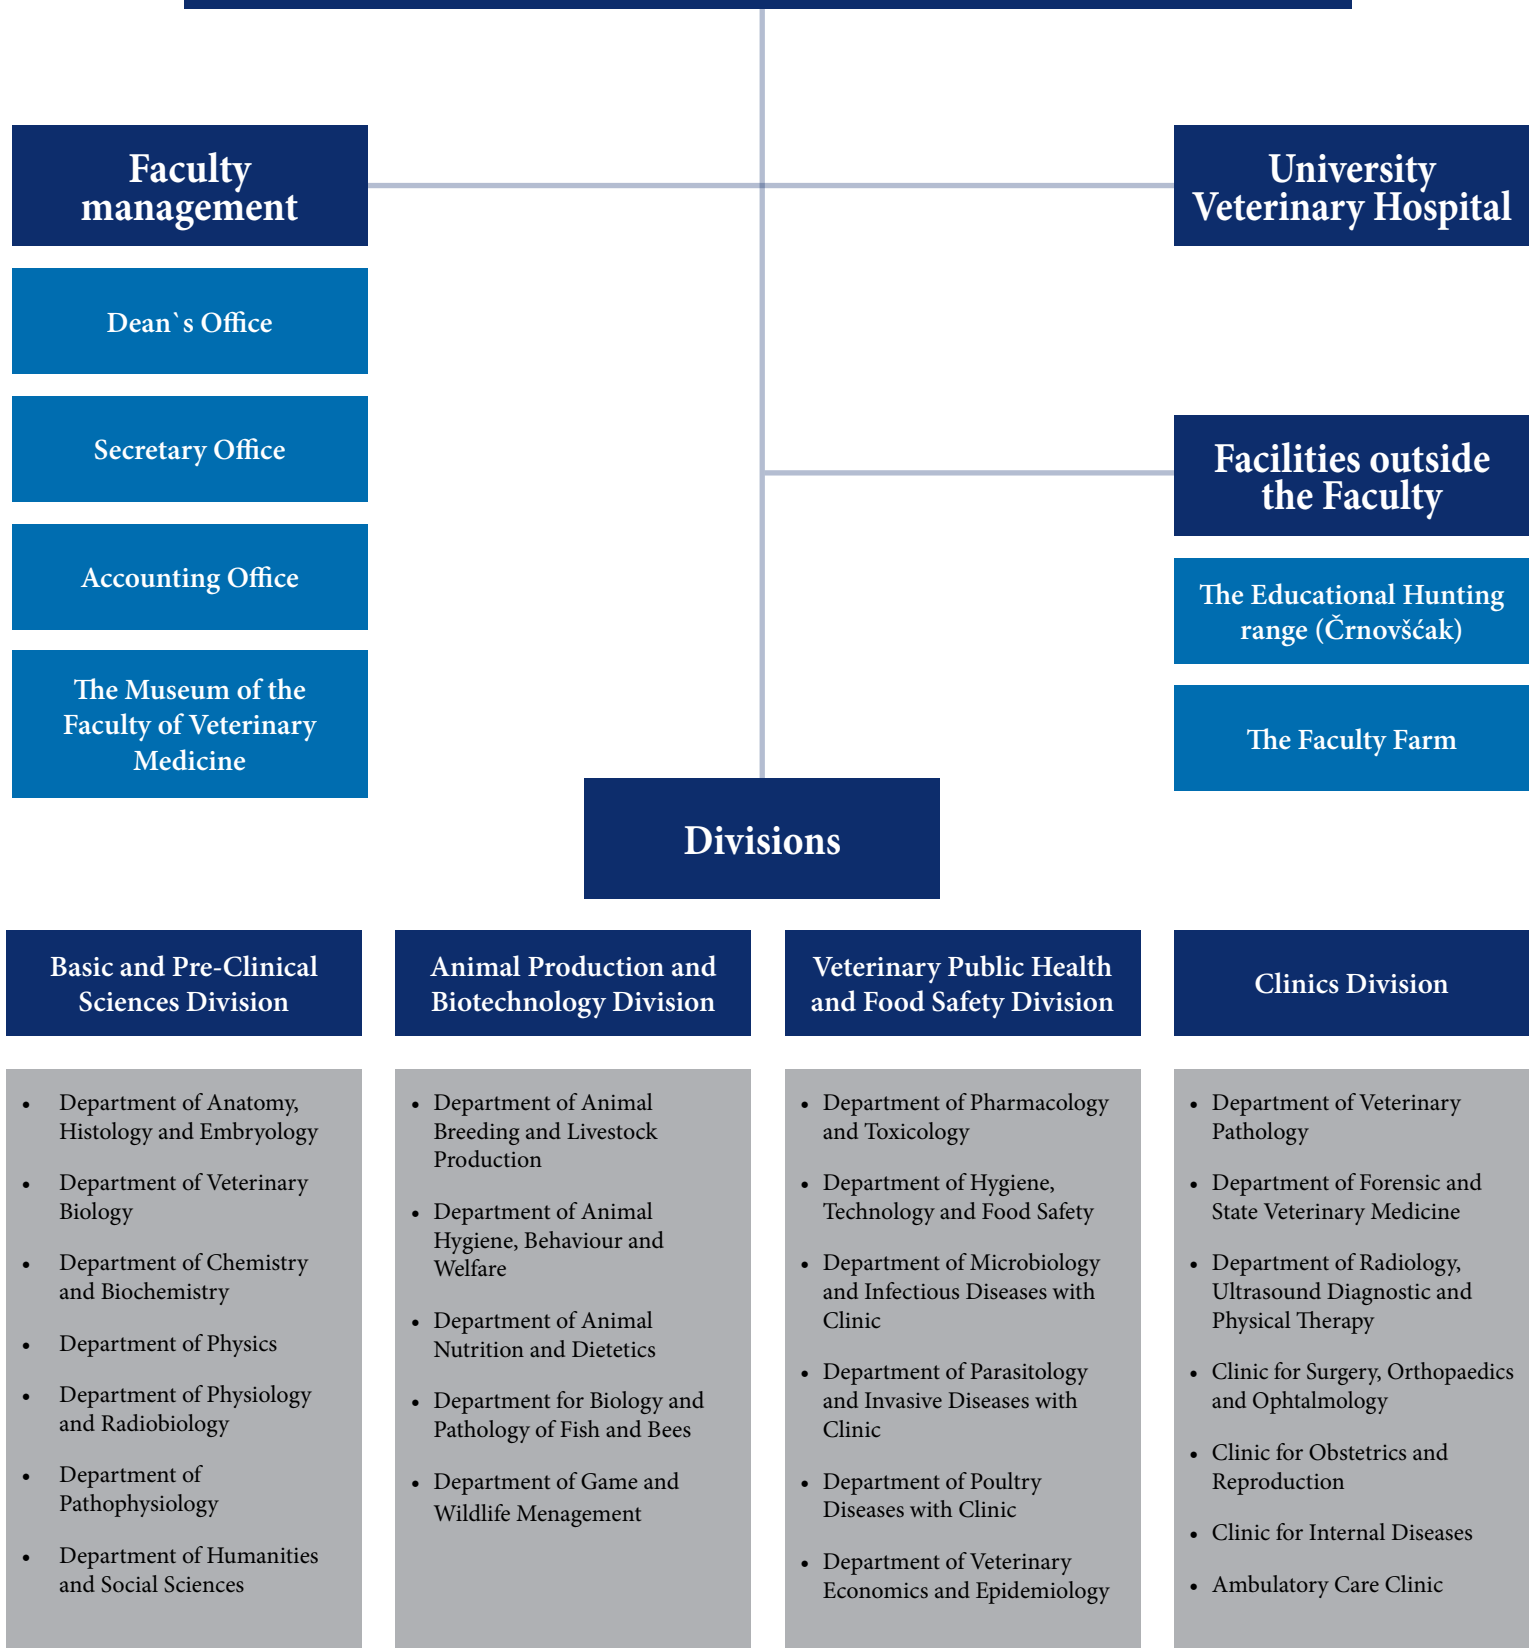 Faculty
management
University
Veterinary Hospital
Dean`s Office
Secretary Office
Accounting Office
The Museum of the
Faculty of Veterinary
Medicine
Facilities outside
the Faculty
The Educational Hunting
range (Črnovšćak)
The Faculty Farm
Divisions
Basic and Pre-Clinical
Sciences Division
• Department of Anatomy,
Histology and Embryology
• Department of Veterinary
Biology
• Department of Chemistry
and Biochemistry
• Department of Physics
• Department of Physiology
and Radiobiology
• Department of
Pathophysiology
• Department of Humanities
and Social Sciences
Animal Production and
Biotechnology Division
• Department of Animal
Breeding and Livestock
Production
• Department of Animal
Hygiene, Behaviour and
Welfare
• Department of Animal
Nutrition and Dietetics
• Department for Biology and
Pathology of Fish and Bees
• Department of Game and
Wildlife Menagement
Veterinary Public Health
and Food Safety Division
• Department of Pharmacology
and Toxicology
• Department of Hygiene,
Technology and Food Safety
• Department of Microbiology
and Infectious Diseases with
Clinic
• Department of Parasitology
and Invasive Diseases with
Clinic
• Department of Poultry
Diseases with Clinic
• Department of Veterinary
Economics and Epidemiology
Clinics Division
• Department of Veterinary
Pathology
• Department of Forensic and
State Veterinary Medicine
• Department of Radiology,
Ultrasound Diagnostic and
Physical Therapy
• Clinic for Surgery, Orthopaedics
and Ophtalmology
• Clinic for Obstetrics and
Reproduction
• Clinic for Internal Diseases
• Ambulatory Care Clinic